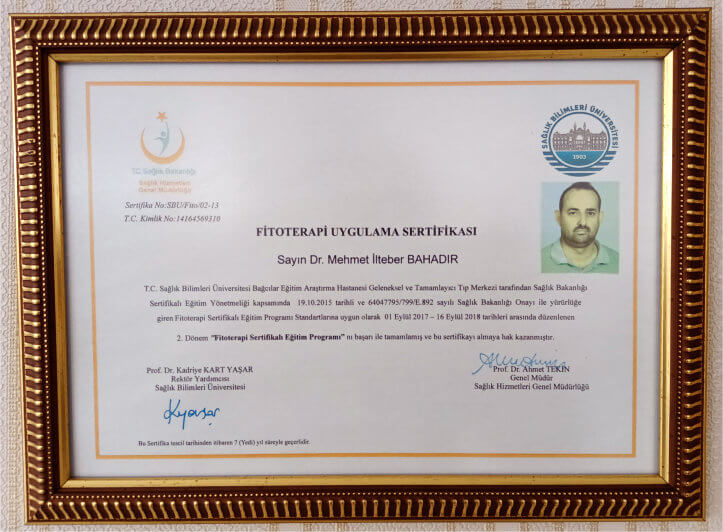 T.C. Sağlık Bakanlığı
Sağlık Hizmetleri
Genel Müdürlüğü
SAĞLIK BİLİMLERİ ÜNİVERSİTESİ
1903
Sertifika No:SBU/Fito/02-13
T.C. Kimlik No:14164569310
FİTOTERAPİ UYGULAMA SERTİFİKASI
Sayın Dr. Mehmet İlteber BAHADIR
T.C. Sağlık Bilimleri Üniversitesi Bağcılar Eğitim Araştırma Hastanesi Geleneksel ve Tamamlayıcı Tıp Merkezi tarafından Sağlık Bakanlığı
Sertifikalı Eğitim Yönetmeliği kapsamında 19.10.2015 tarihli ve 64047795/799/E.892 sayılı Sağlık Bakanlığı Onayı ile yürürlüğe
giren Fitoterapi Sertifikalı Eğitim Programı Standartlarına uygun olarak 01 Eylül 2017 – 16 Eylül 2018 tarihleri arasında düzenlenen
2. Dönem "Fitoterapi Sertifikalı Eğitim Programı" nı başarı ile tamamlamış ve bu sertifikayı almaya hak kazanmıştır.
Prof. Dr. Kadriye KART YAŞAR
Rektör Yardımcısı
Sağlık Bilimleri Üniversitesi
Prof. Dr. Ahmet TEKİN
Genel Müdür
Sağlık Hizmetleri Genel Müdürlüğü
Bu Sertifika tescil tarihinden itibaren 7 (Yedi) yıl süreyle geçerlidir.